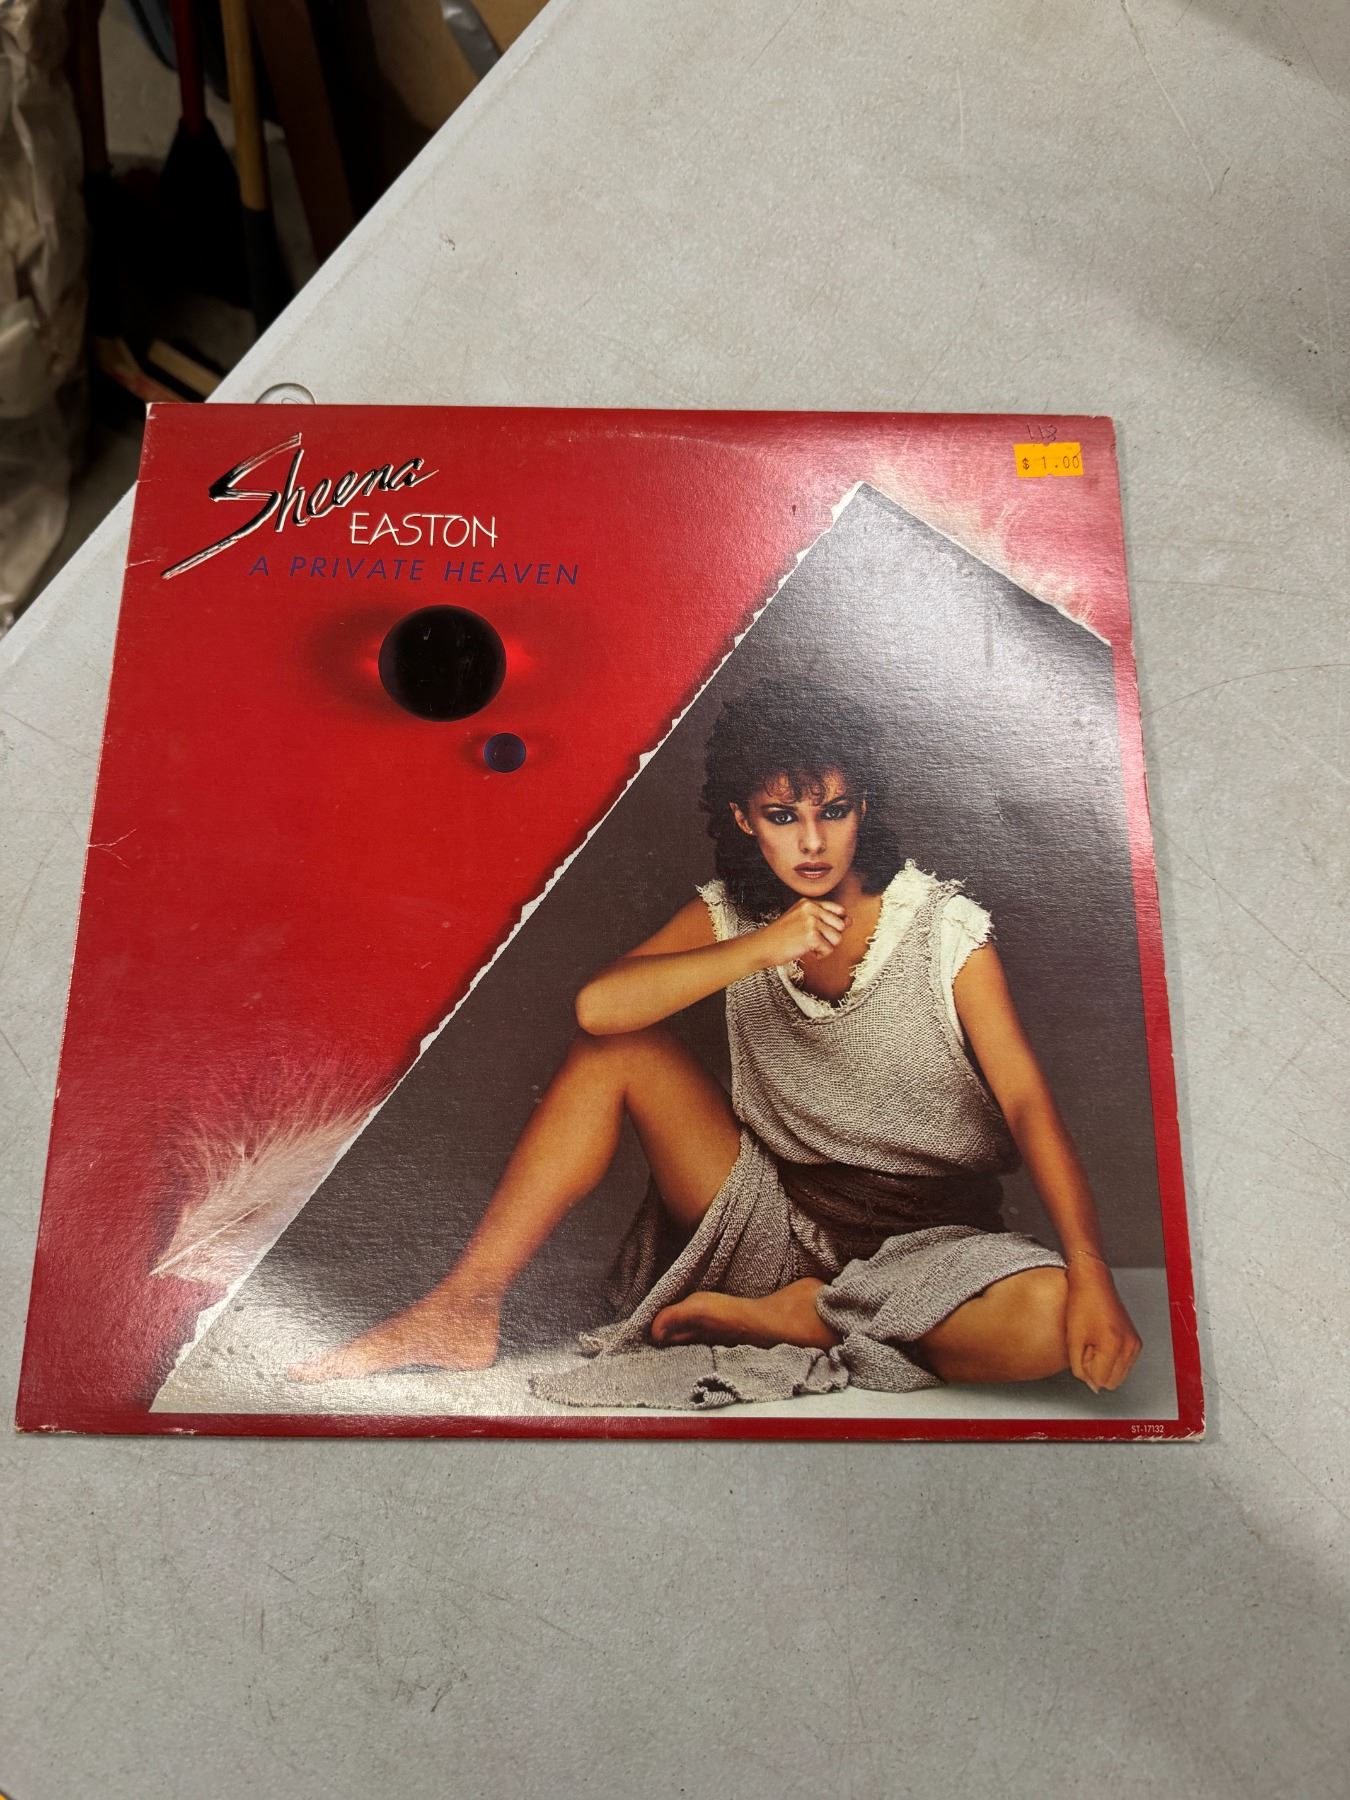 Sheena
EASTON
A PRIVATE HEAVEN
$ 1.00
ST-17132